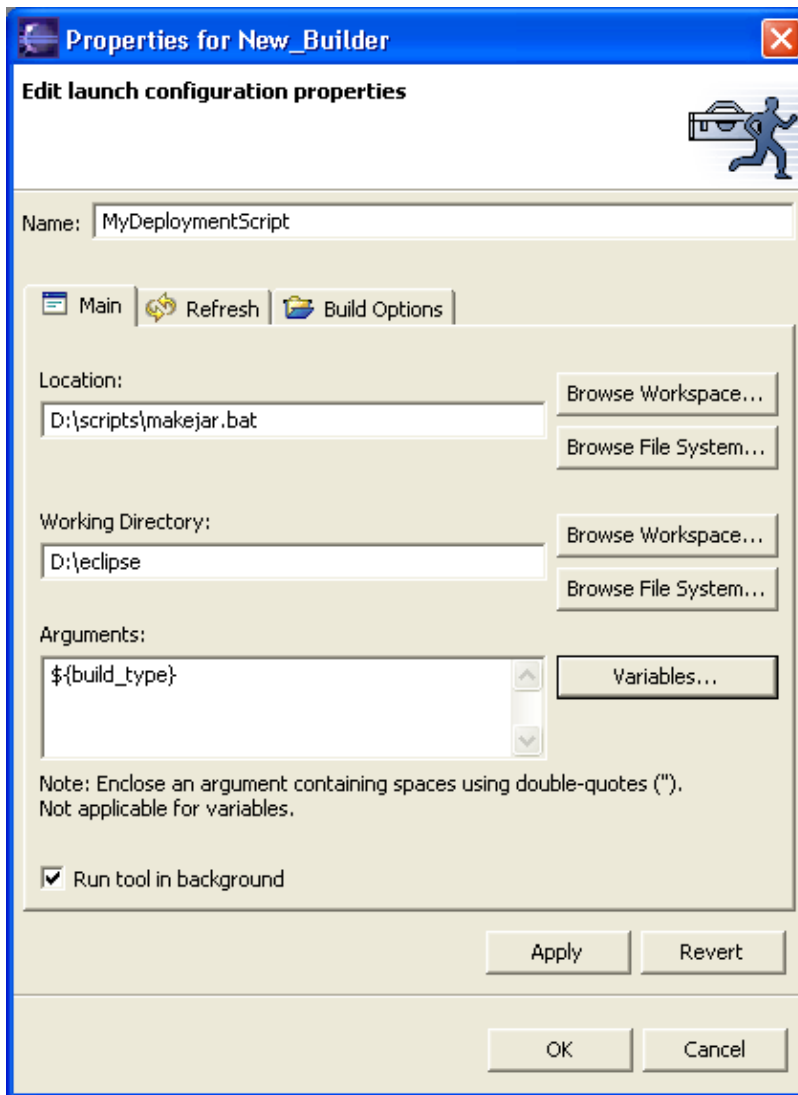 Properties for New_Builder
Edit launch configuration properties
Name: MyDeploymentScript
Main Refresh Build Options
Location:
D:\scripts\makejar.bat
Browse Workspace...
Browse File System...
Working Directory:
D:\eclipse
Browse Workspace...
Browse File System...
Arguments:
${build_type}
Variables...
Note: Enclose an argument containing spaces using double-quotes (").
Not applicable for variables.
Run tool in background
Apply Revert
OK Cancel